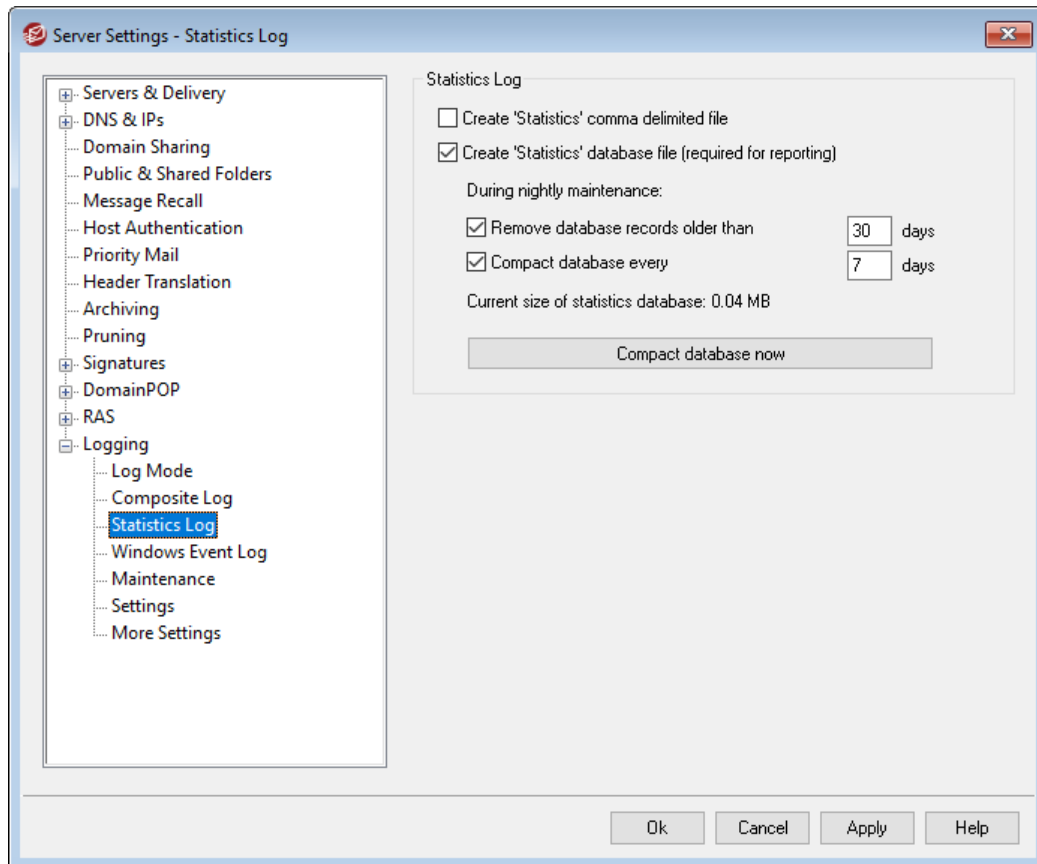 Server Settings - Statistics Log
Servers & Delivery
DNS & IPs
Domain Sharing
Public & Shared Folders
Message Recall
Host Authentication
Priority Mail
Header Translation
Archiving
Pruning
Signatures
DomainPOP
RAS
Logging
Log Mode
Composite Log
Statistics Log
Windows Event Log
Maintenance
Settings
More Settings
Statistics Log
Create 'Statistics' comma delimited file
Create 'Statistics' database file (required for reporting)
During nightly maintenance:
Remove database records older than 30 days
Compact database every 7 days
Current size of statistics database: 0.04 MB
Compact database now
Ok Cancel Apply Help